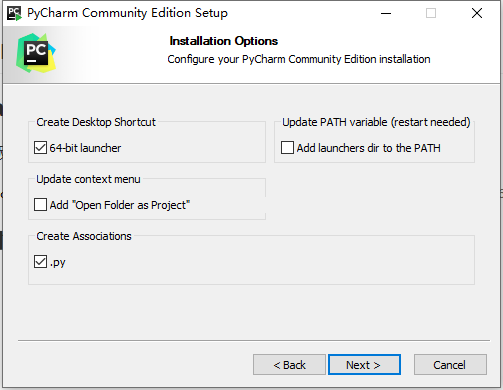 PC PyCharm Community Edition Setup
PC
Installation Options
Configure your PyCharm Community Edition installation
Create Desktop Shortcut
64-bit launcher
Update PATH variable (restart needed)
Add launchers dir to the PATH
Update context menu
Add "Open Folder as Project"
Create Associations
.py
< Back
Next >
Cancel